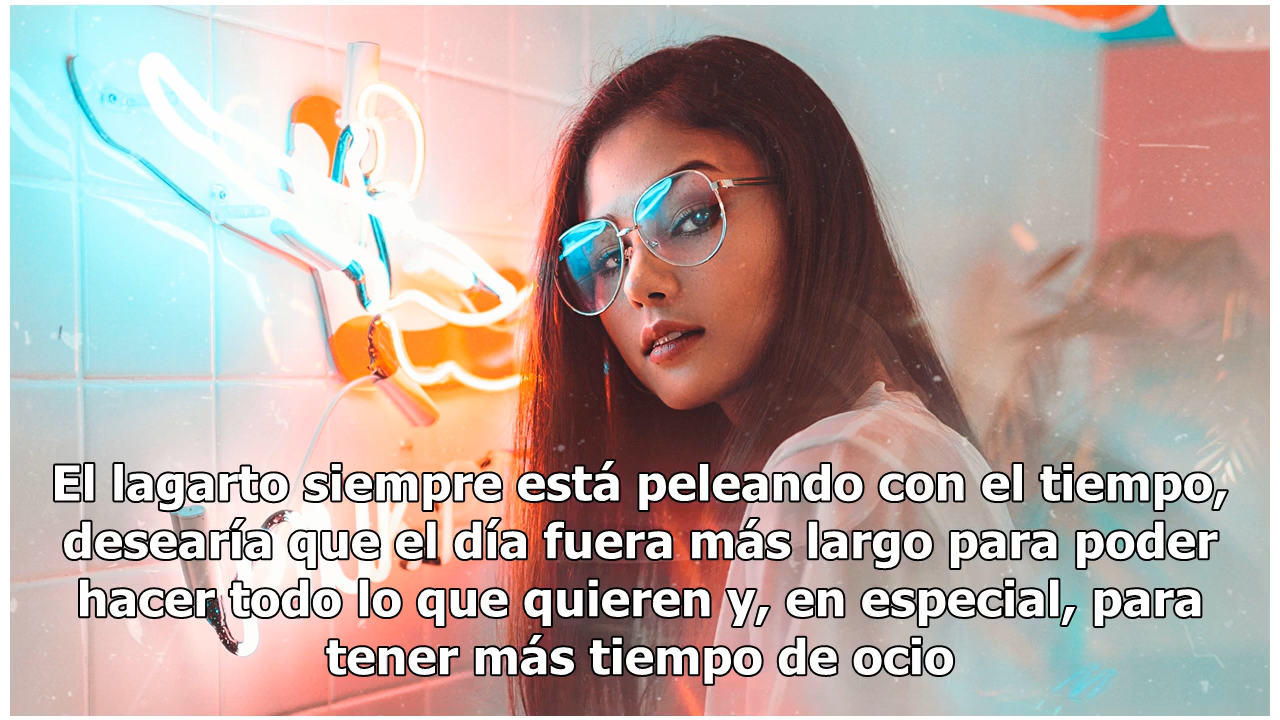 El lagarto siempre está peleando con el tiempo,
desearía que el día fuera más largo para poder
hacer todo lo que quieren y, en especial, para
tener más tiempo de ocio